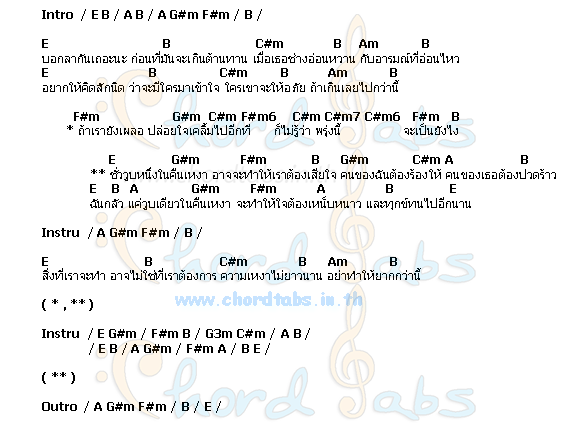 Intro / E B / A B / A G#m F#m / B /
E B C#m B Am B
บอกลากันเถอะนะ ก่อนที่มันจะเกินต้านทาน เมื่อเธอช่างอ่อนหวาน กับอารมณ์ที่อ่อนไหว
E B C#m B Am B
อยากให้คิดสักนิด ว่าจะมีใครมาเข้าใจ ใครเขาจะให้อภัย ถ้าเกินเลยไปกว่านี้
F#m G#m C#m F#m6 C#m C#m7 C#m6 F#m B
* ถ้าเรายังเผลอ ปล่อยใจเคลิ้มไปอีกที ก็ไม่รู้ว่า พรุ่งนี้ จะเป็นยังไง
E G#m F#m B G#m C#m A B
** ชั่ววูบหนึ่งในคืนเหงา อาจจะทำให้เราต้องเสียใจ คนของฉันต้องร้องไห้ คนของเธอต้องปวดร้าว
E B A G#m F#m A B E
ฉันกลัว แค่วูบเดียวในคืนเหงา จะทำให้ใจต้องเหน็บหนาว และทุกข์ทนไปอีกนาน
Instru / A G#m F#m / B /
E B C#m B Am B
สิ่งที่เราจะทำ อาจไม่ใช่ที่เราต้องการ ความเหงาไม่ยาวนาน อย่าทำให้ยากกว่านี้
www.chordtabs.in.th
( * , ** )
Instru / E G#m / F#m B / G3m C#m / A B /
/ E B / A G#m / F#m A / B E /
( ** )
Outro / A G#m F#m / B / E /
Chord Tabs
Chord Tabs